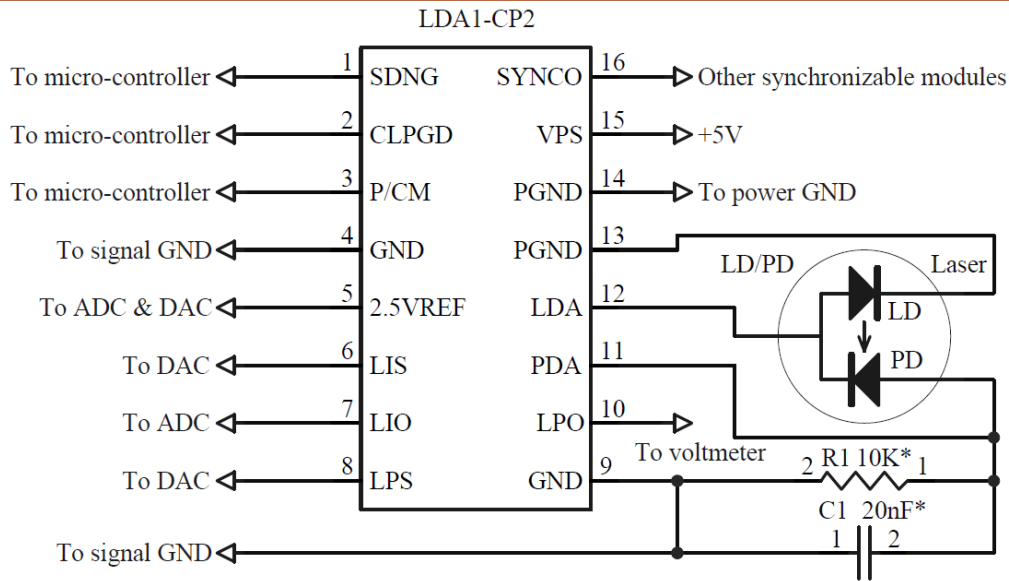 LDA1-CP2
To micro-controller 1 SDNG SYNCO 16 Other synchronizable modules
To micro-controller 2 CLPGD VPS 15 +5V
To micro-controller 3 P/CM PGND 14 To power GND
To signal GND 4 GND PGND 13
LD/PD Laser
To ADC & DAC 5 2.5VREF LDA 12
LD
To DAC 6 LIS PDA 11
PD
To ADC 7 LIO LPO 10
To voltmeter
To DAC 8 LPS GND 9
2 R1 10K* 1
C1 20nF*
To signal GND 1 2